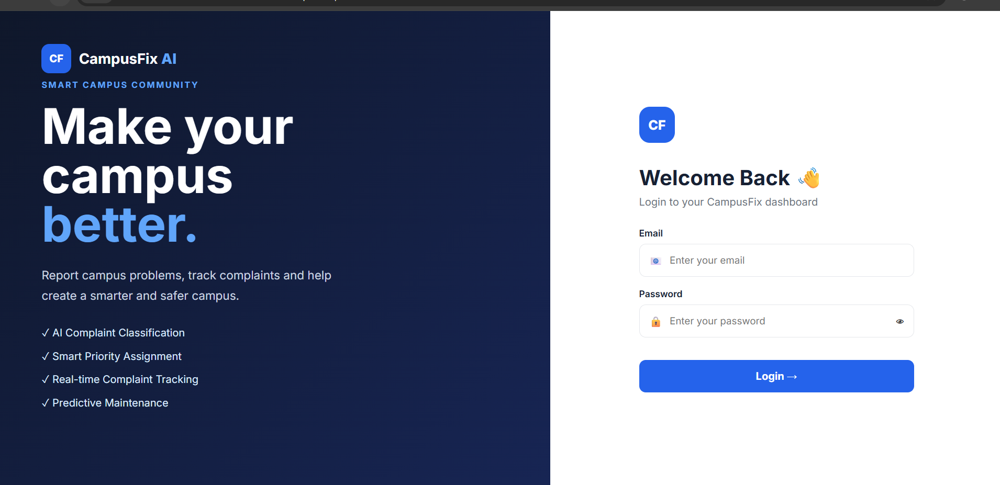 CF CampusFix AI
SMART CAMPUS COMMUNITY
Make your
campus
better.
Report campus problems, track complaints and help
create a smarter and safer campus.
✓ AI Complaint Classification
✓ Smart Priority Assignment
✓ Real-time Complaint Tracking
✓ Predictive Maintenance
CF
Welcome Back 👋
Login to your CampusFix dashboard
Email
Enter your email
Password
Enter your password
Login →